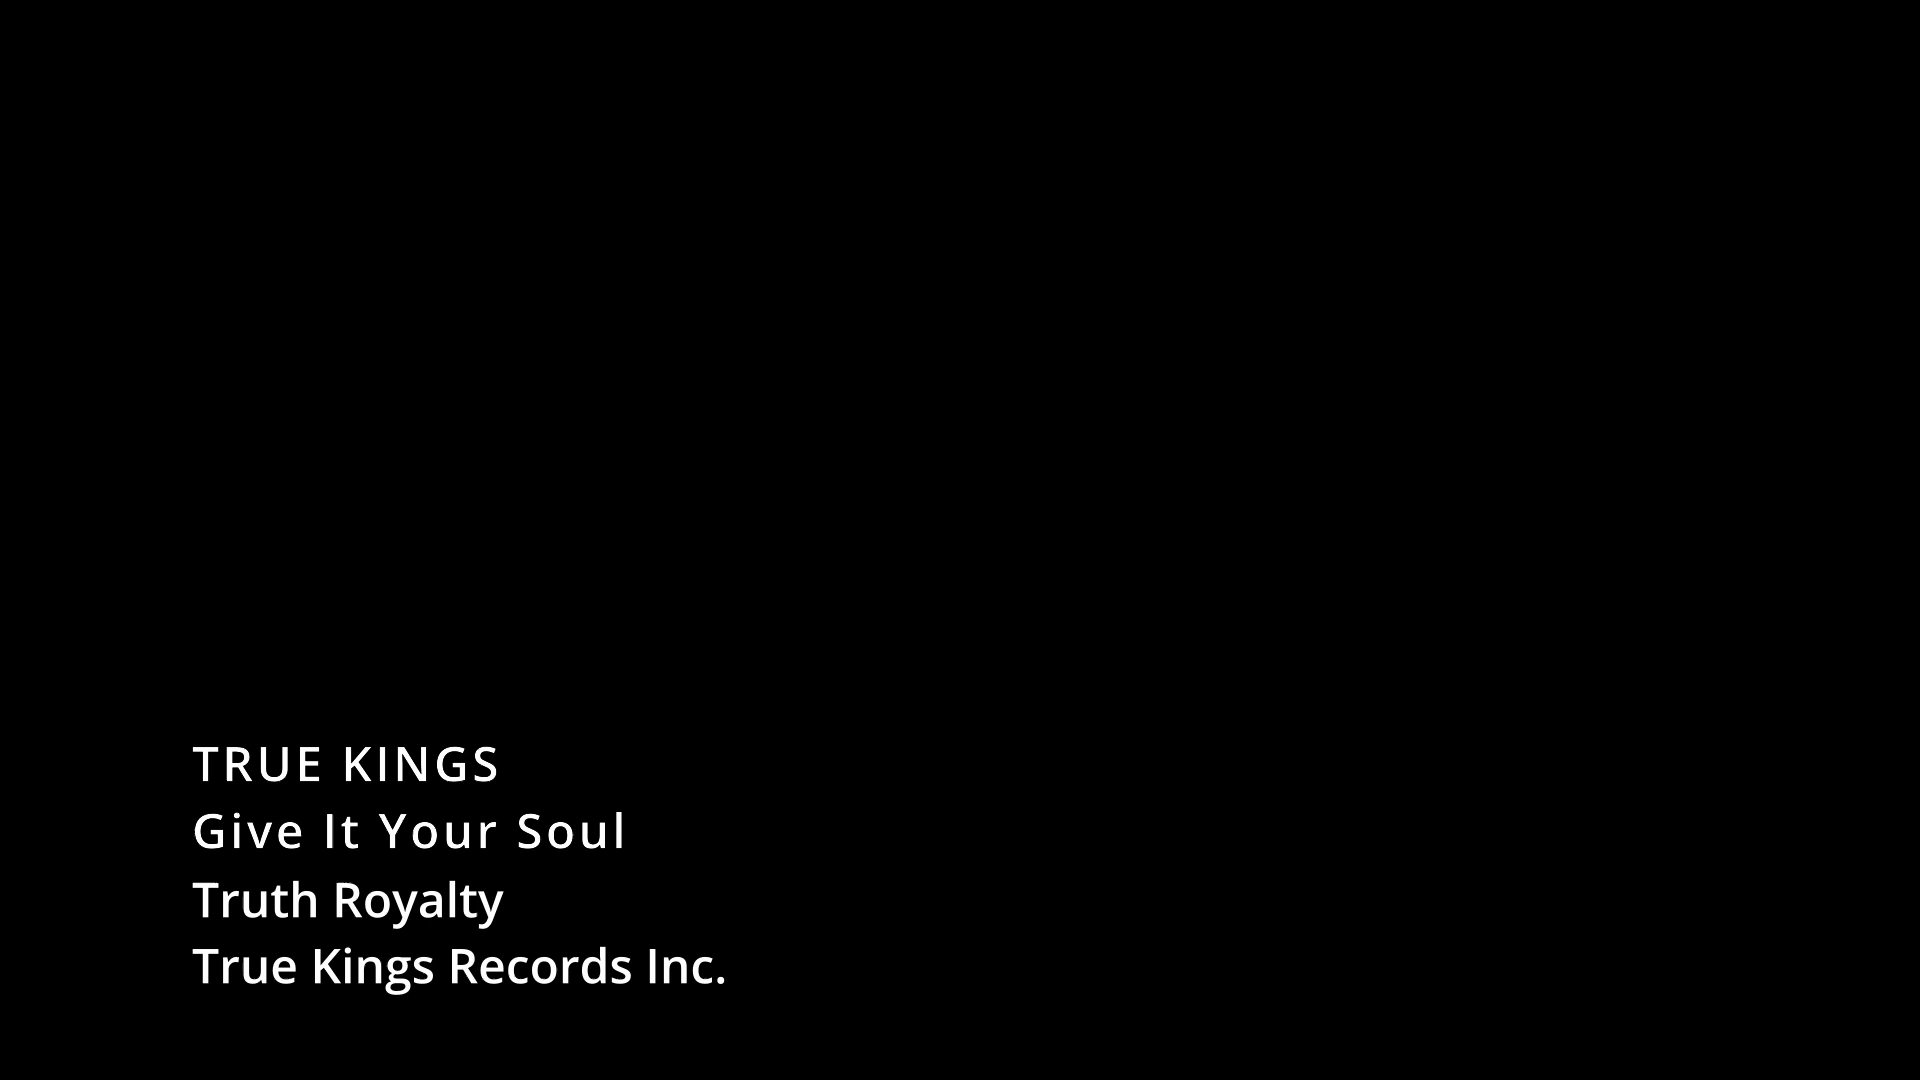 TRUE KINGS
Give It Your Soul
Truth Royalty
True Kings Records Inc.